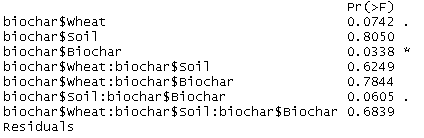 Pr(>F)
biochar$Wheat 0.0742 .
biochar$Soil 0.8050
biochar$Biochar 0.0338 *
biochar$Wheat:biochar$Soil 0.6249
biochar$Wheat:biochar$Biochar 0.7844
biochar$Soil:biochar$Biochar 0.0605 .
biochar$Wheat:biochar$Soil:biochar$Biochar 0.6839
Residuals